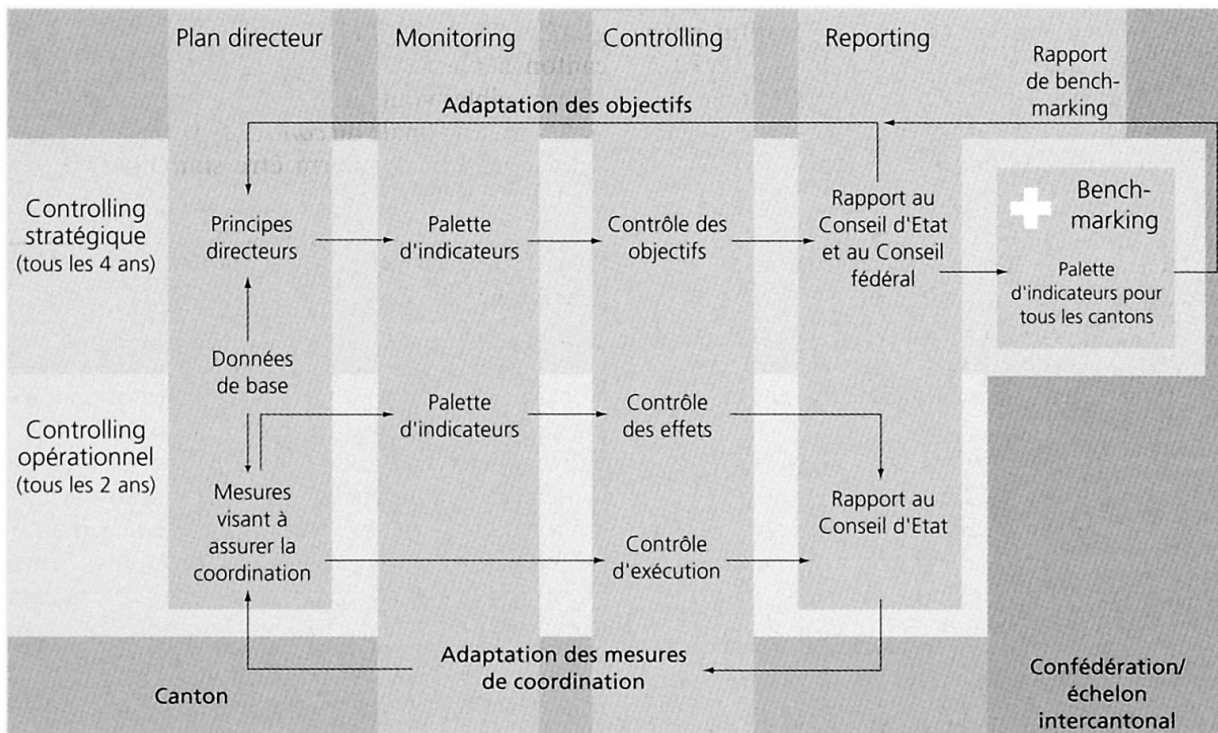 Plan directeur
Monitoring
Controlling
Reporting
Rapport
de bench-
marking
Adaptation des objectifs
Controlling
stratégique
(tous les 4 ans)
Principes
directeurs
Palette
d'indicateurs
Contrôle des
objectifs
Rapport au
Conseil d'Etat
et au Conseil
fédéral
Bench-
marking
Palette
d'indicateurs pour
tous les cantons
Données
de base
Controlling
opérationnel
(tous les 2 ans)
Palette
d'indicateurs
Contrôle
des effets
Mesures
visant à
assurer la
coordination
Contrôle
d'exécution
Rapport au
Conseil d'Etat
Adaptation des mesures
de coordination
Canton
Confédération/
échelon
intercantonal